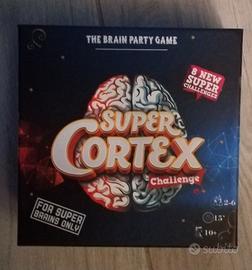 THE BRAIN PARTY GAME
8 NEW
SUPER
CHALLENGES
SUPER
CORTEX
Challenge
FOR SUPER
BRAINS ONLY
2-6
15'
10+
subito